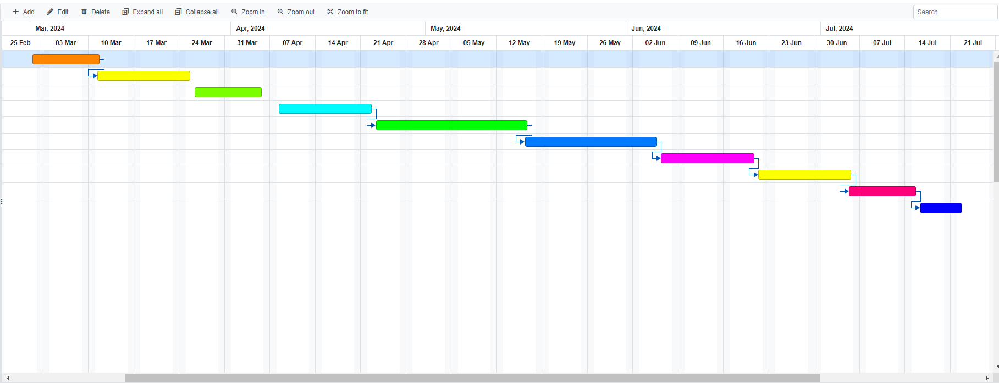 Add Edit Delete Expand all Collapse all Zoom in Zoom out Zoom to fit Search
Mar, 2024 Apr, 2024 May, 2024 Jun, 2024 Jul, 2024
25 Feb 03 Mar 10 Mar 17 Mar 24 Mar 31 Mar 07 Apr 14 Apr 21 Apr 28 Apr 05 May 12 May 19 May 26 May 02 Jun 09 Jun 16 Jun 23 Jun 30 Jun 07 Jul 14 Jul 21 Jul